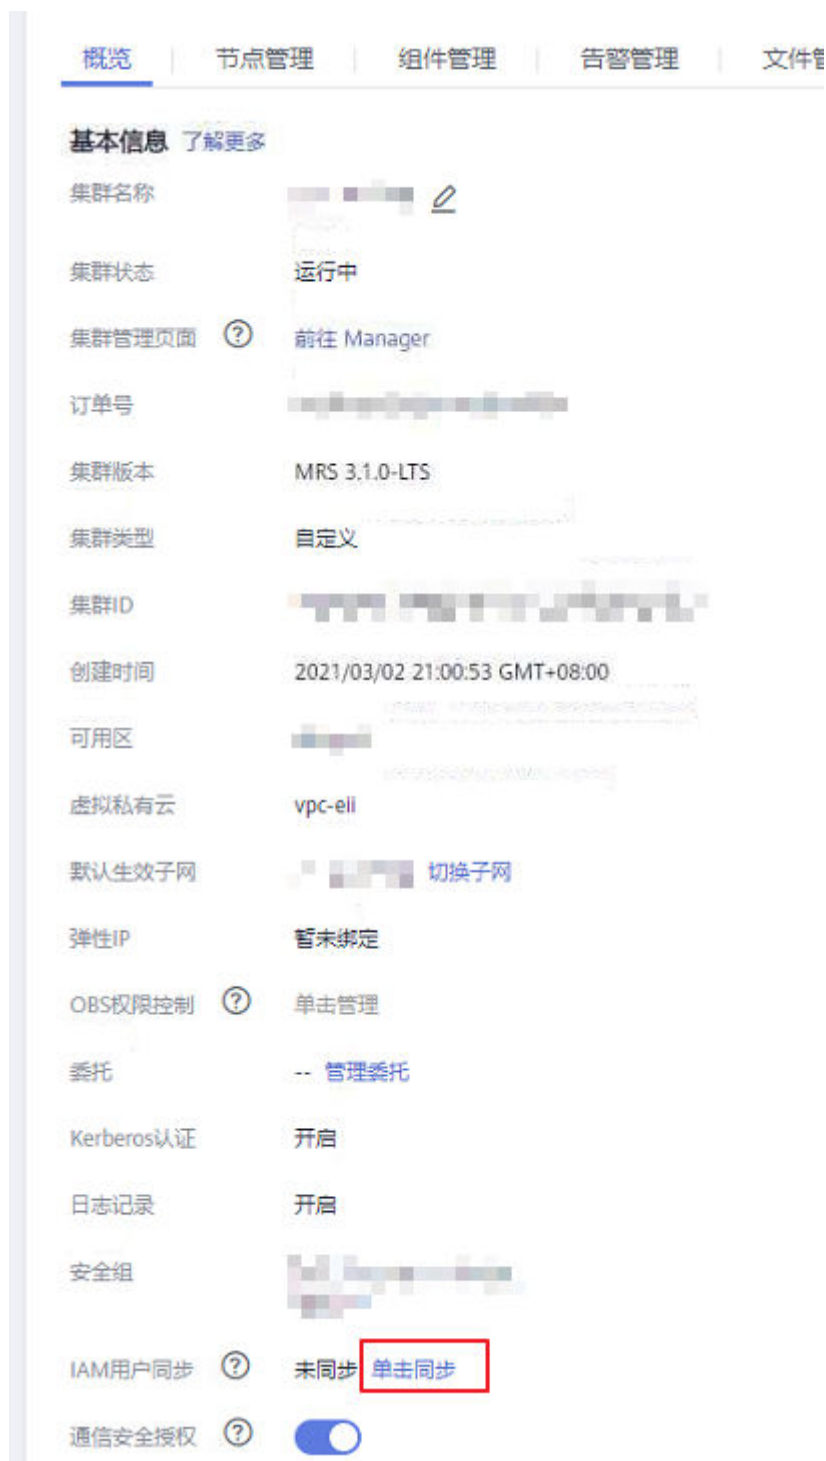 概览 节点管理 组件管理 告警管理 文件管
基本信息 了解更多
集群名称
集群状态 运行中
集群管理页面 ? 前往 Manager
订单号
集群版本 MRS 3.1.0-LTS
集群类型 自定义
集群ID
创建时间 2021/03/02 21:00:53 GMT+08:00
可用区
虚拟私有云 vpc-eii
默认生效子网 切换子网
弹性IP 暂未绑定
OBS权限控制 ? 单击管理
委托 -- 管理委托
Kerberos认证 开启
日志记录 开启
安全组
IAM用户同步 ? 未同步 单击同步
通信安全授权 ?